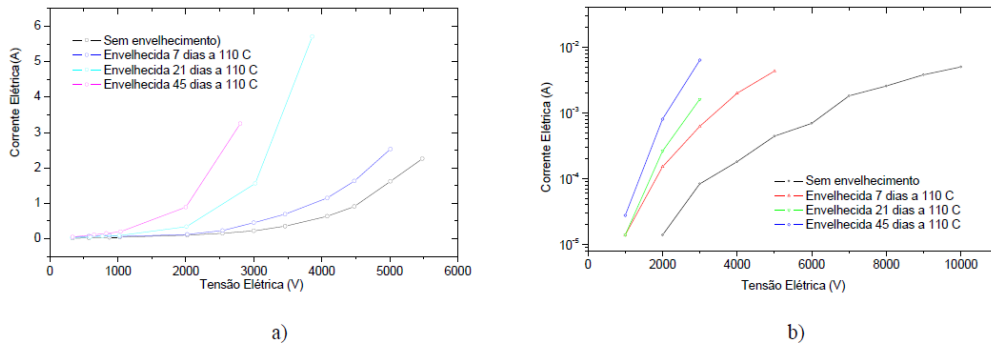 6
5
4
3
2
1
0
Corrente Elétrica(A)
Sem envelhecimento)
Envelhecida 7 dias a 110 C
Envelhecida 21 dias a 110 C
Envelhecida 45 dias a 110 C
0 1000 2000 3000 4000 5000 6000
Tensão Elétrica (V)
a)
10⁻²
10⁻³
10⁻⁴
10⁻⁵
Corrente Elétrica (A)
Sem envelhecimento
Envelhecida 7 dias a 110 C
Envelhecida 21 dias a 110 C
Envelhecida 45 dias a 110 C
0 2000 4000 6000 8000 10000
Tensão Elétrica (V)
b)